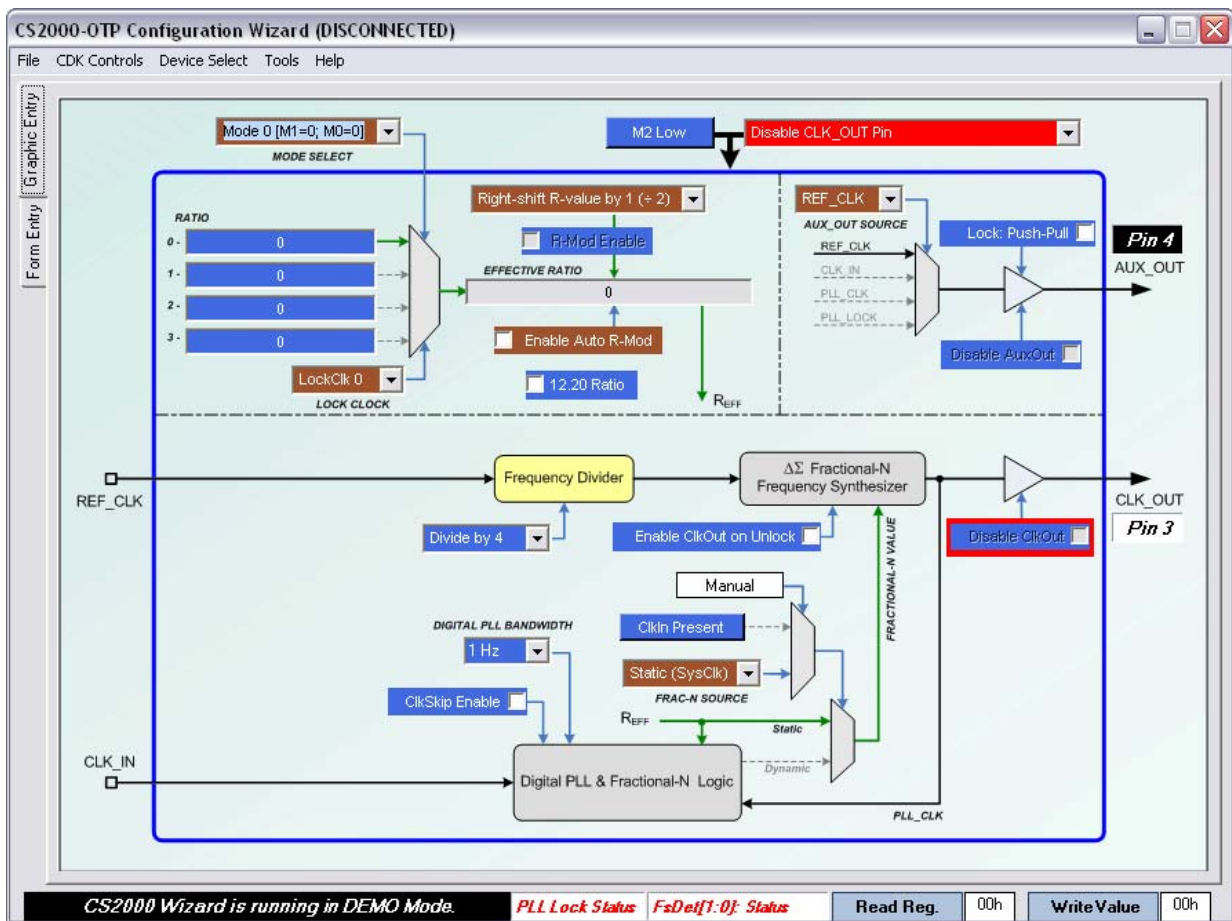 CS2000-OTP Configuration Wizard (DISCONNECTED)
File CDK Controls Device Select Tools Help
Graphic Entry
Form Entry
Mode 0 [M1=0; M0=0]
MODE SELECT
M2 Low
Disable CLK_OUT Pin
RATIO
0 - 0
1 - 0
2 - 0
3 - 0
LockClk 0
LOCK CLOCK
Right-shift R-value by 1 (÷ 2)
R-Mod Enable
EFFECTIVE RATIO
0
Enable Auto R-Mod
12.20 Ratio
REFF
REF_CLK
AUX_OUT SOURCE
REF_CLK
CLK_IN
PLL_CLK
PLL_LOCK
Lock: Push-Pull
Disable AuxOut
Pin 4
AUX_OUT
REF_CLK
Frequency Divider
Divide by 4
ΔΣ Fractional-N
Frequency Synthesizer
Enable ClkOut on Unlock
CLK_OUT
Pin 3
Disable ClkOut
FRACTIONAL-N VALUE
Manual
ClkIn Present
Static (SysClk)
FRAC-N SOURCE
DIGITAL PLL BANDWIDTH
1 Hz
ClkSkip Enable
REFF
Static
Dynamic
CLK_IN
Digital PLL & Fractional-N Logic
PLL_CLK
CS2000 Wizard is running in DEMO Mode. PLL Lock Status FsDet[1:0]: Status Read Reg. 00h Write Value 00h